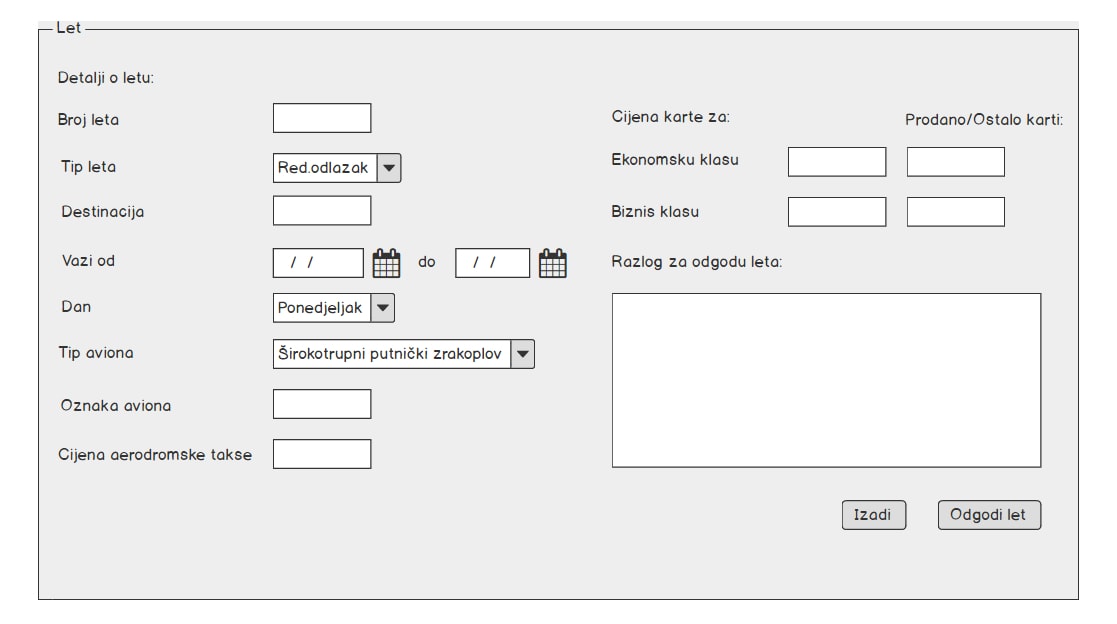 Let
Detalji o letu:
Broj leta
Tip leta
Red.odlazak
Destinacija
Vazi od
/ /
do
/ /
Dan
Ponedjeljak
Tip aviona
Širokotrupni putnički zrakoplov
Oznaka aviona
Cijena aerodromske takse
Cijena karte za:
Prodano/Ostalo karti:
Ekonomsku klasu
Biznis klasu
Razlog za odgodu leta:
Izadi
Odgodi let